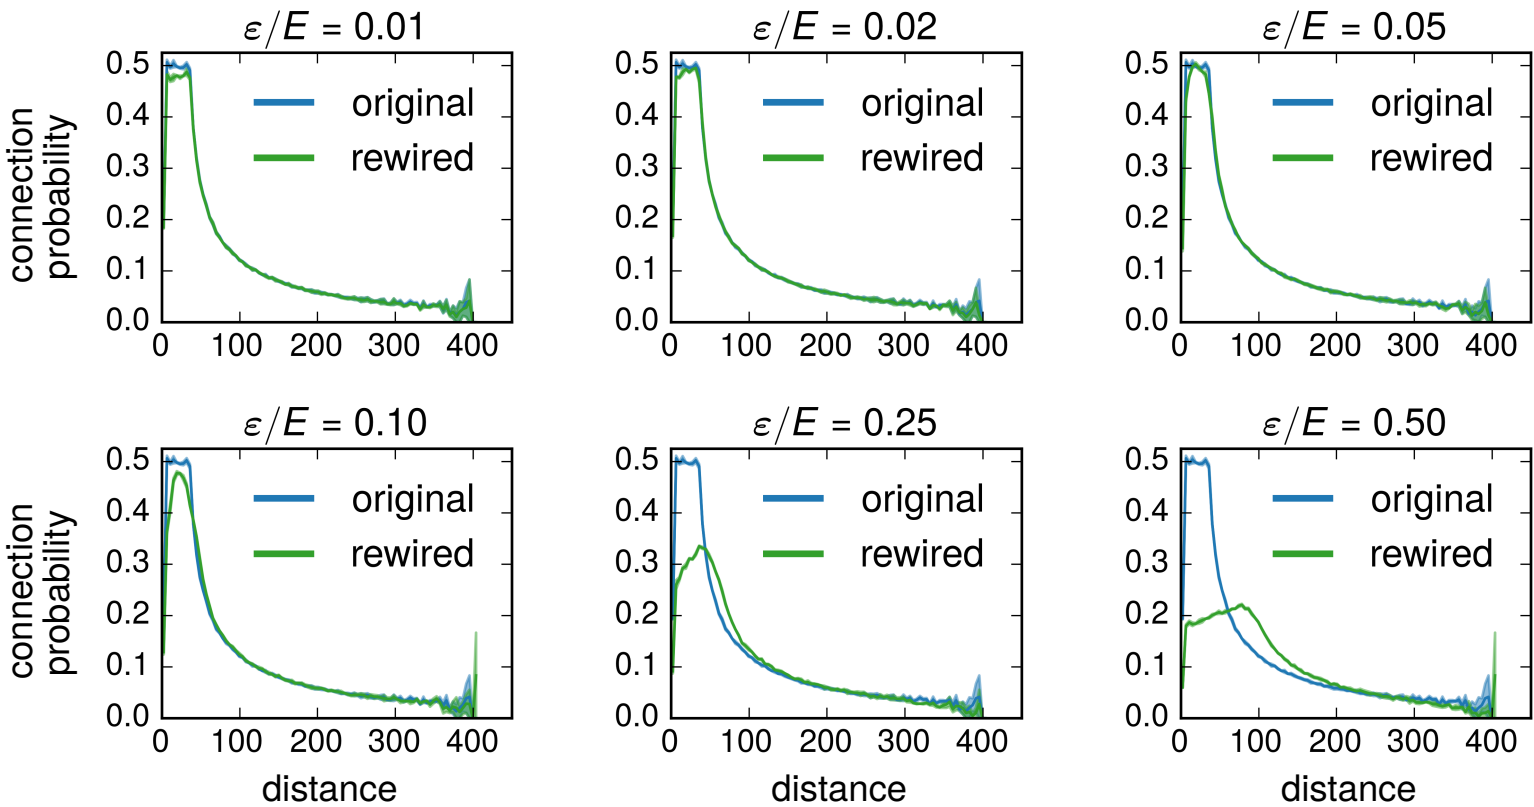 ε/E = 0.01
ε/E = 0.02
ε/E = 0.05
connection
probability
0.5
0.4
0.3
0.2
0.1
0.0
original
rewired
0 100 200 300 400
0.5
0.4
0.3
0.2
0.1
0.0
original
rewired
0 100 200 300 400
0.5
0.4
0.3
0.2
0.1
0.0
original
rewired
0 100 200 300 400
ε/E = 0.10
ε/E = 0.25
ε/E = 0.50
connection
probability
0.5
0.4
0.3
0.2
0.1
0.0
original
rewired
0 100 200 300 400
distance
0.5
0.4
0.3
0.2
0.1
0.0
original
rewired
0 100 200 300 400
distance
0.5
0.4
0.3
0.2
0.1
0.0
original
rewired
0 100 200 300 400
distance